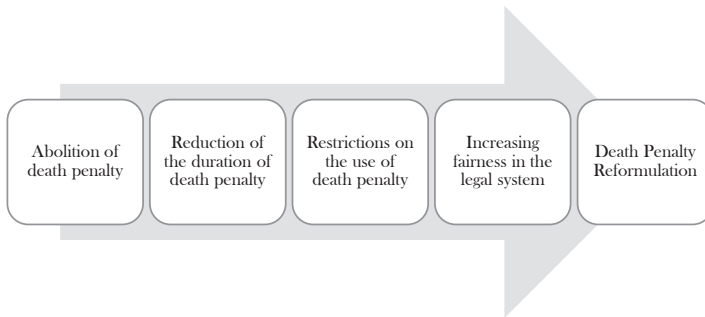 Abolition of
death penalty
Reduction of
the duration of
death penalty
Restrictions on
the use of
death penalty
Increasing
fairness in the
legal system
Death Penalty
Reformulation